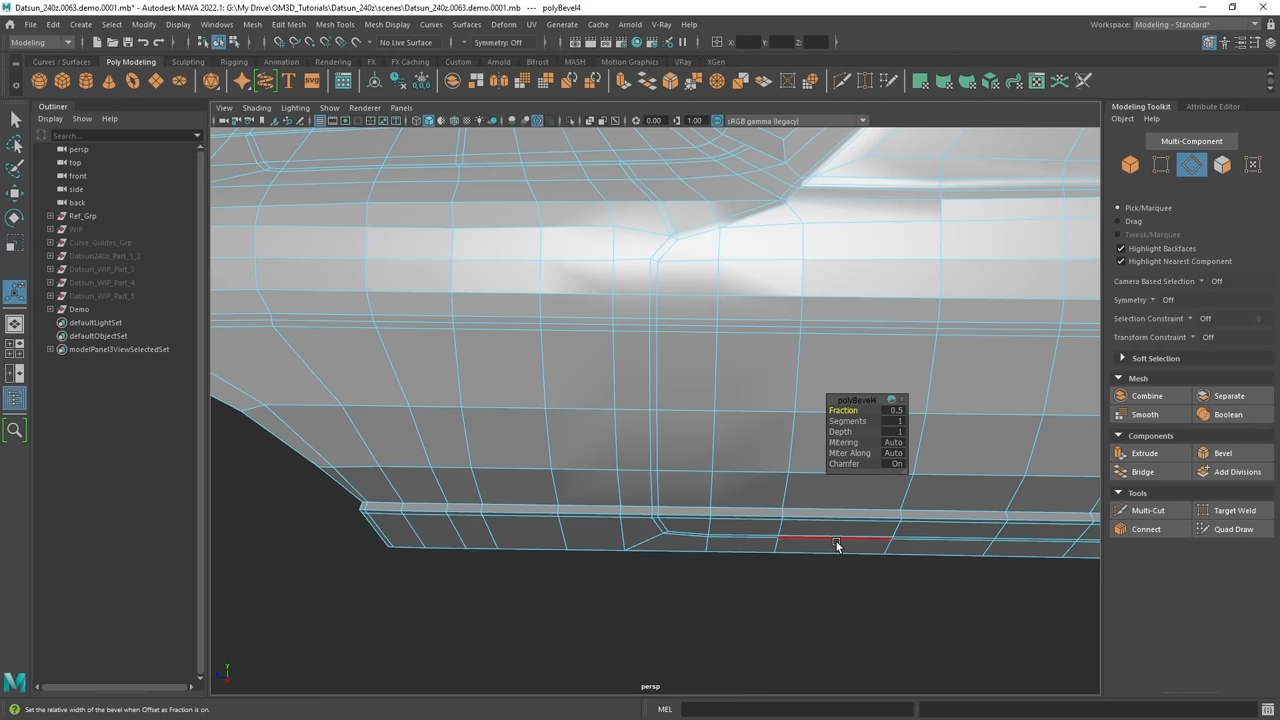 Datsun_240z.0063.demo.0001.mb* - Autodesk MAYA 2022.1: G:\My Drive\OM3D_Tutorials\Datsun_240z\scenes\Datsun_240z.0063.demo.0001.mb --- polyBevel4
File Edit Create Select Modify Display Windows Mesh Edit Mesh Mesh Tools Mesh Display Curves Surfaces Deform UV Generate Cache Arnold V-Ray Help
Workspace: Modeling - Standard*
Modeling No Live Surface Symmetry: Off X: Y: Z:
Curves / Surfaces Poly Modeling Sculpting Rigging Animation Rendering FX FX Caching Custom Arnold Bifrost MASH Motion Graphics VRay XGen
Outliner
Display Show Help
Search...
persp
top
front
side
back
Ref_Grp
WIP
Curve_Guides_Grp
Datsun240z_Part_1_2
Datsun_WIP_Part_3
Datsun_WIP_Part_4
Datsun_WIP_Part_5
Demo
defaultLightSet
defaultObjectSet
modelPanel3ViewSelectedSet
View Shading Lighting Show Renderer Panels
0.00 1.00 sRGB gamma (legacy)
polyBevel4
Fraction 0.5
Segments 1
Depth 1
Mitering Auto
Miter Along Auto
Chamfer On
persp
Modeling Toolkit Attribute Editor
Object Help
Multi-Component
Pick/Marquee
Drag
Tweak/Marquee
Highlight Backfaces
Highlight Nearest Component
Camera Based Selection Off
Symmetry Off
Selection Constraint Off
Transform Constraint Off
Soft Selection
Mesh
Combine Separate
Smooth Boolean
Components
Extrude Bevel
Bridge Add Divisions
Tools
Multi-Cut Target Weld
Connect Quad Draw
Set the relative width of the bevel when Offset as Fraction is on.
MEL